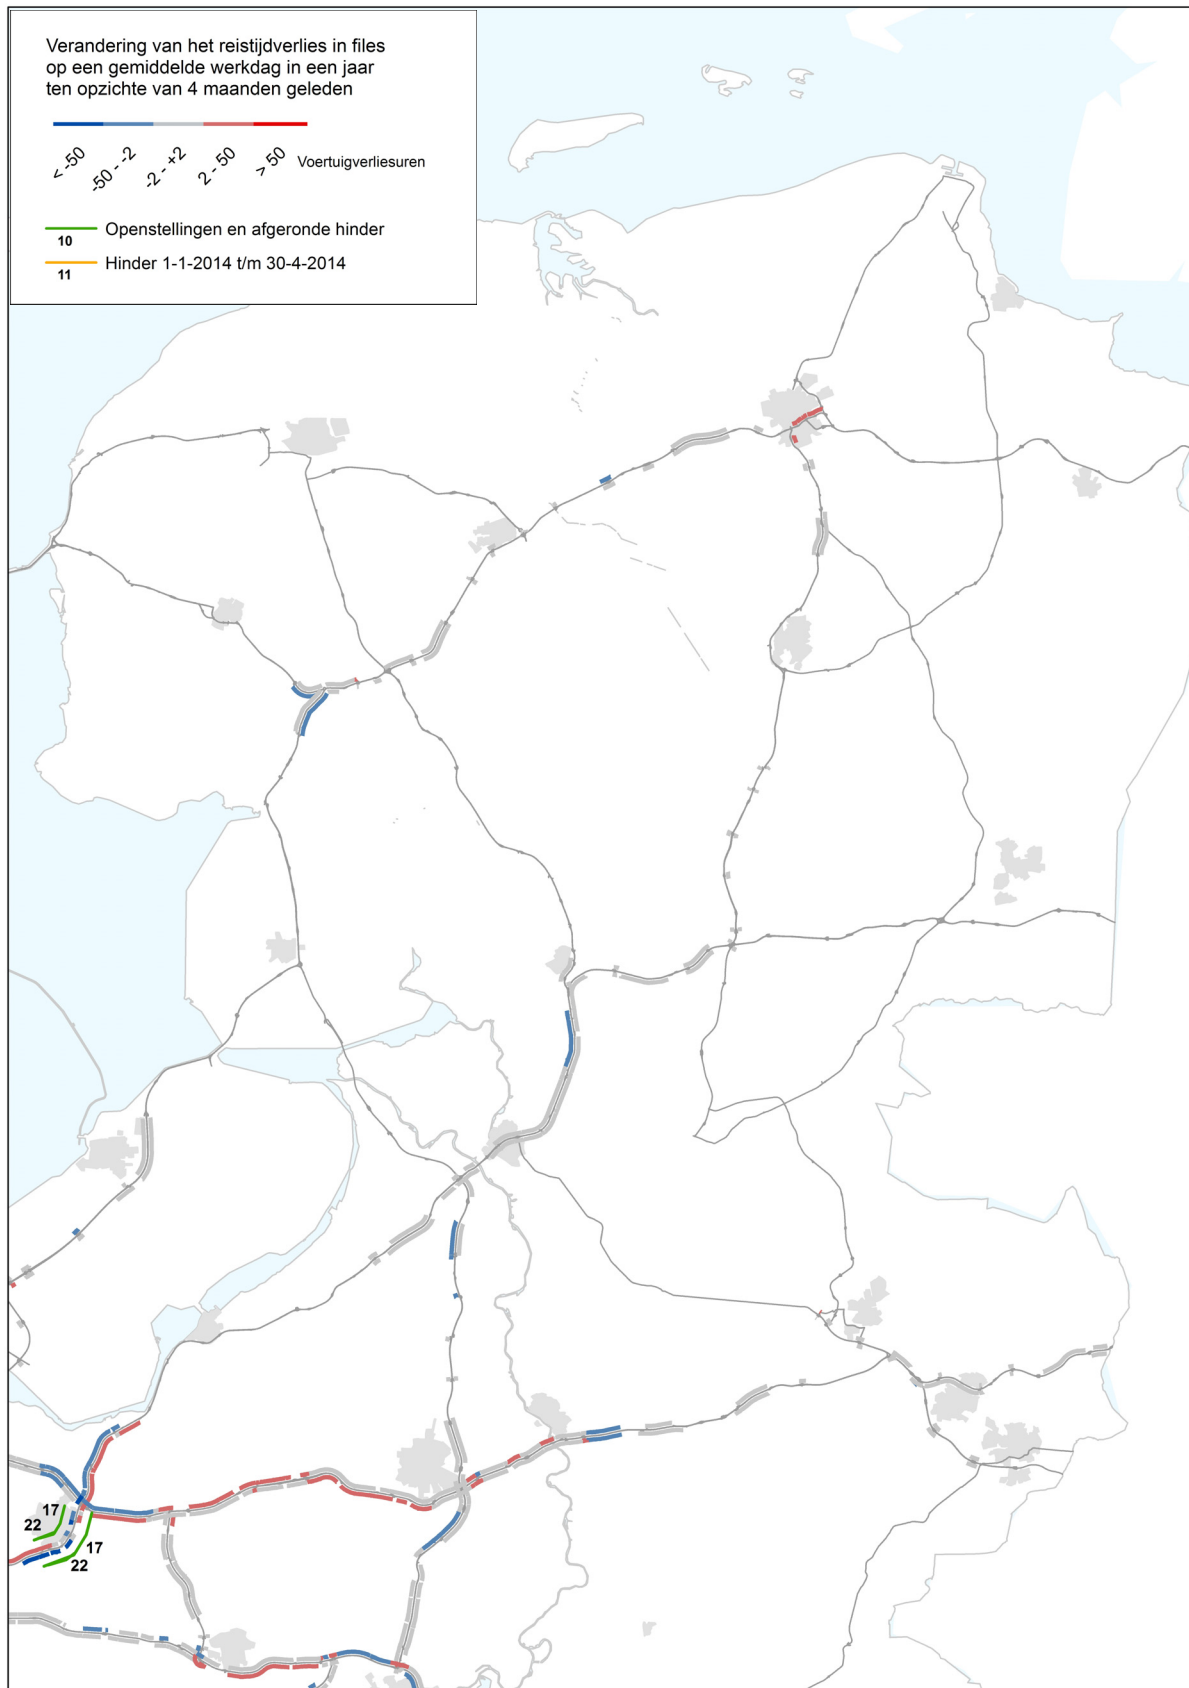 Verandering van het reistijdverlies in files
op een gemiddelde werkdag in een jaar
ten opzichte van 4 maanden geleden
< -50
-50 - -2
-2 - +2
2 - 50
> 50
Voertuigverliesuren
10 Openstellingen en afgeronde hinder
11 Hinder 1-1-2014 t/m 30-4-2014
17
22
17
22